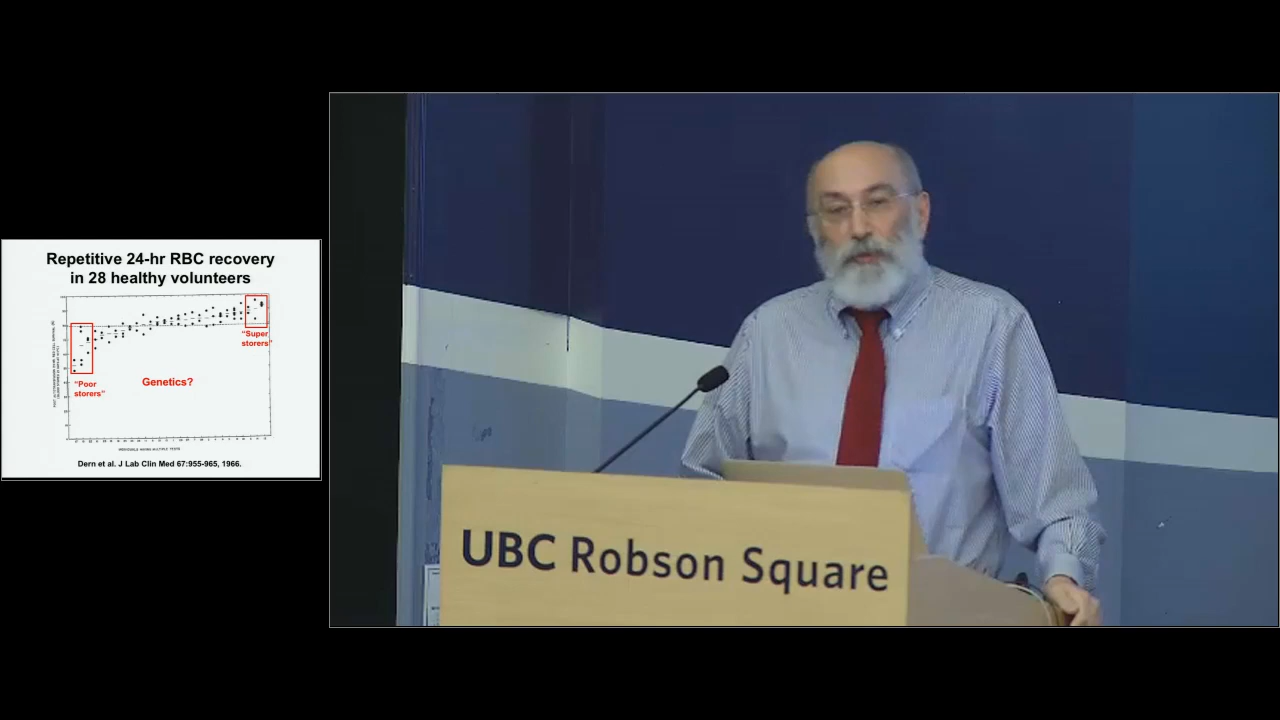 Repetitive 24-hr RBC recovery
in 28 healthy volunteers
"Super
storers"
"Poor
storers"
Genetics?
Dern et al. J Lab Clin Med 67:955-965, 1966.
UBC Robson Square